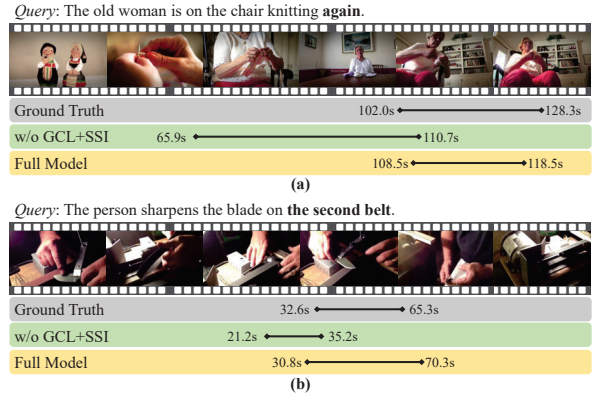 Query: The old woman is on the chair knitting again.
Ground Truth 102.0s 128.3s
w/o GCL+SSI 65.9s 110.7s
Full Model 108.5s 118.5s
(a)
Query: The person sharpens the blade on the second belt.
Ground Truth 32.6s 65.3s
w/o GCL+SSI 21.2s 35.2s
Full Model 30.8s 70.3s
(b)